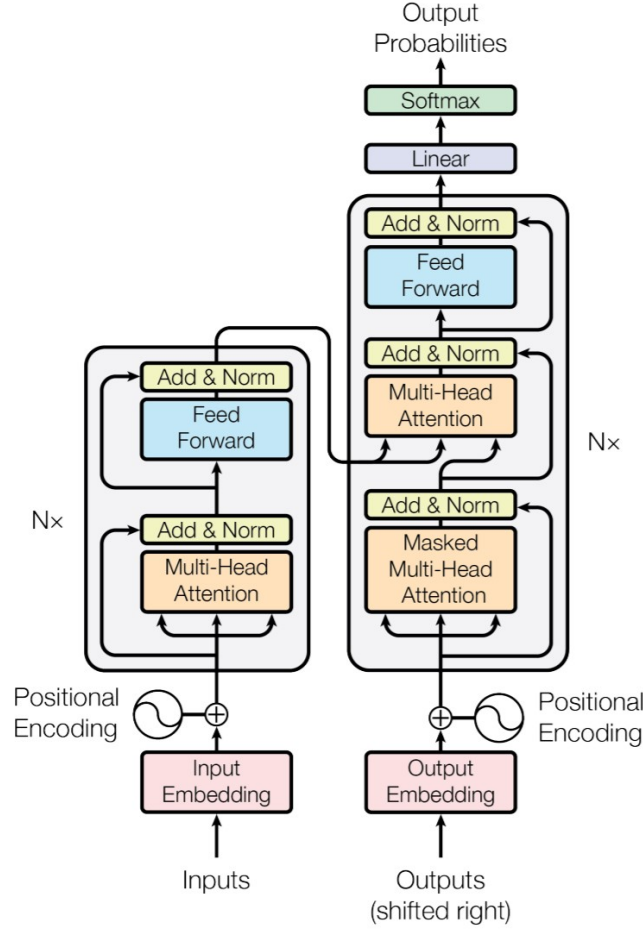 Output
Probabilities
Softmax
Linear
Add & Norm
Feed
Forward
Add & Norm
Multi-Head
Attention
Add & Norm
Masked
Multi-Head
Attention
N×
Add & Norm
Feed
Forward
Add & Norm
Multi-Head
Attention
N×
Positional
Encoding
Positional
Encoding
Input
Embedding
Output
Embedding
Inputs
Outputs
(shifted right)